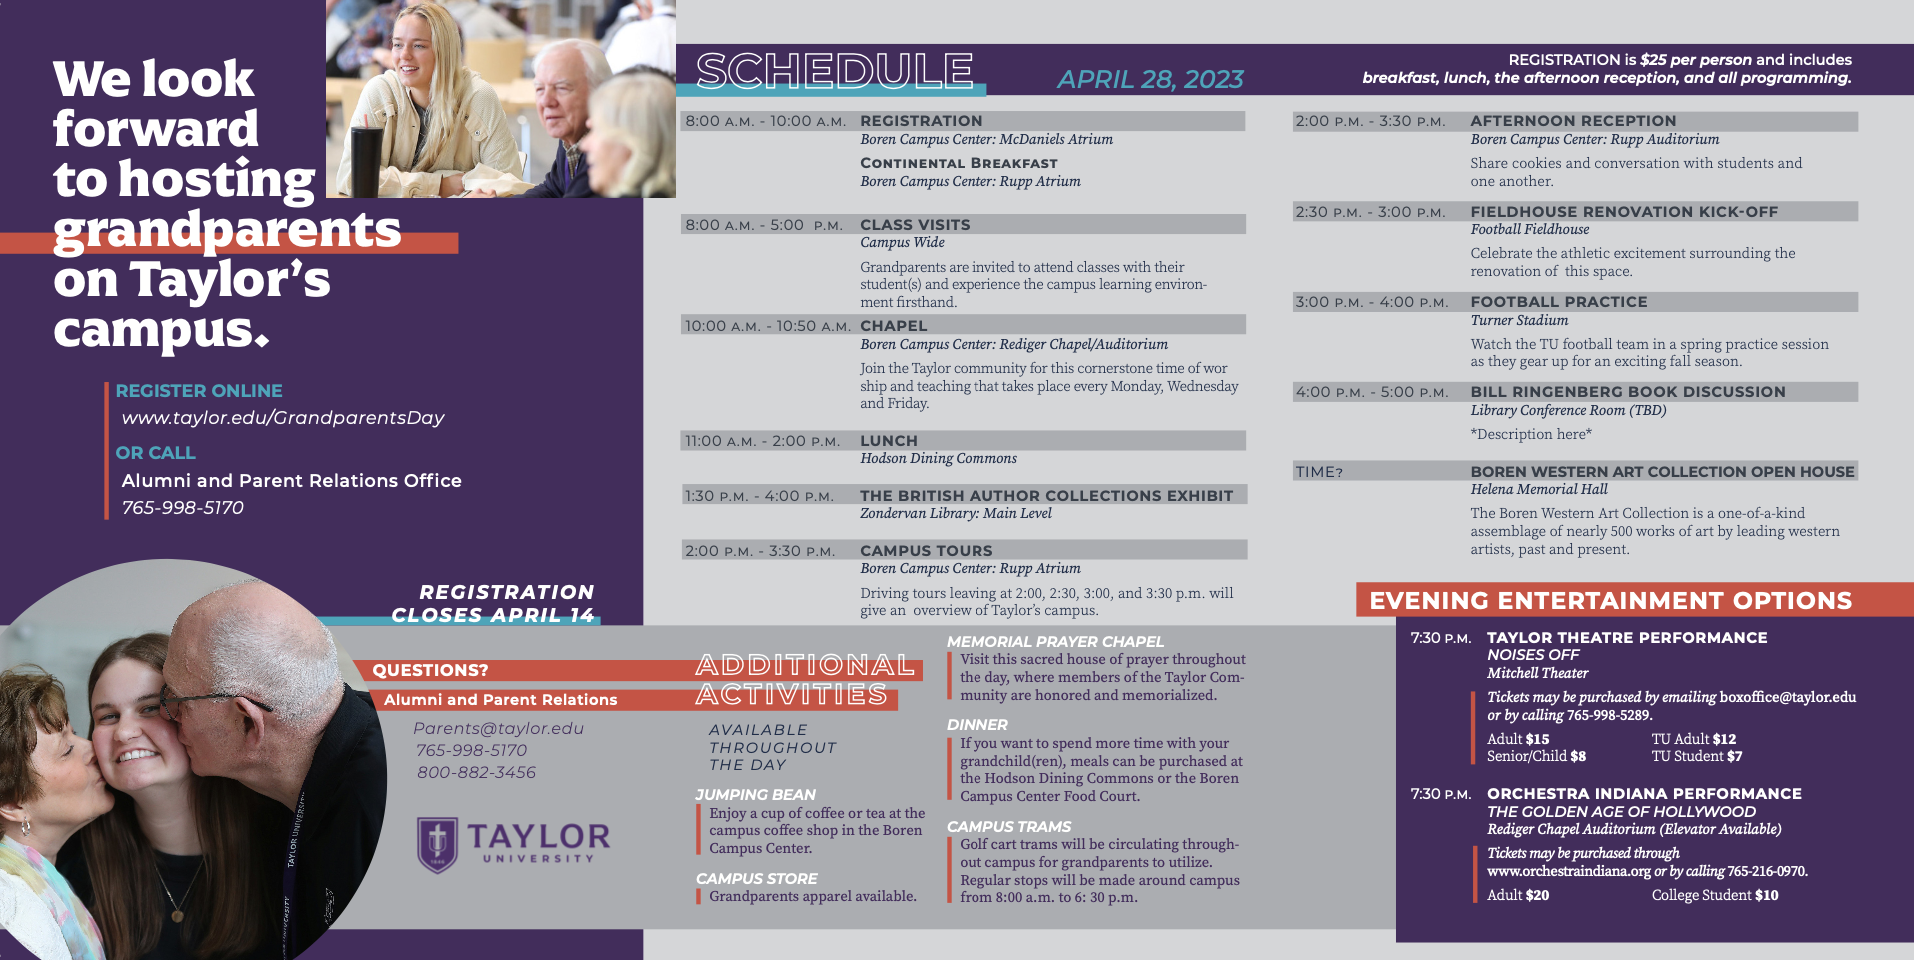 We look
forward
to hosting
grandparents
on Taylor's
campus.
REGISTER ONLINE
www.taylor.edu/GrandparentsDay
OR CALL
Alumni and Parent Relations Office
765-998-5170
REGISTRATION
CLOSES APRIL 14
QUESTIONS?
Alumni and Parent Relations
Parents@taylor.edu
765-998-5170
800-882-3456
TAYLOR
UNIVERSITY
1846
SCHEDULE
APRIL 28, 2023
REGISTRATION is $25 per person and includes
breakfast, lunch, the afternoon reception, and all programming.
8:00 A.M. - 10:00 A.M. REGISTRATION
Boren Campus Center: McDaniels Atrium
CONTINENTAL BREAKFAST
Boren Campus Center: Rupp Atrium
8:00 A.M. - 5:00 P.M. CLASS VISITS
Campus Wide
Grandparents are invited to attend classes with their
student(s) and experience the campus learning environ-
ment firsthand.
10:00 A.M. - 10:50 A.M. CHAPEL
Boren Campus Center: Rediger Chapel/Auditorium
Join the Taylor community for this cornerstone time of wor
ship and teaching that takes place every Monday, Wednesday
and Friday.
11:00 A.M. - 2:00 P.M. LUNCH
Hodson Dining Commons
1:30 P.M. - 4:00 P.M. THE BRITISH AUTHOR COLLECTIONS EXHIBIT
Zondervan Library: Main Level
2:00 P.M. - 3:30 P.M. CAMPUS TOURS
Boren Campus Center: Rupp Atrium
Driving tours leaving at 2:00, 2:30, 3:00, and 3:30 p.m. will
give an overview of Taylor's campus.
2:00 P.M. - 3:30 P.M. AFTERNOON RECEPTION
Boren Campus Center: Rupp Auditorium
Share cookies and conversation with students and
one another.
2:30 P.M. - 3:00 P.M. FIELDHOUSE RENOVATION KICK-OFF
Football Fieldhouse
Celebrate the athletic excitement surrounding the
renovation of this space.
3:00 P.M. - 4:00 P.M. FOOTBALL PRACTICE
Turner Stadium
Watch the TU football team in a spring practice session
as they gear up for an exciting fall season.
4:00 P.M. - 5:00 P.M. BILL RINGENBERG BOOK DISCUSSION
Library Conference Room (TBD)
*Description here*
TIME? BOREN WESTERN ART COLLECTION OPEN HOUSE
Helena Memorial Hall
The Boren Western Art Collection is a one-of-a-kind
assemblage of nearly 500 works of art by leading western
artists, past and present.
ADDITIONAL
ACTIVITIES
AVAILABLE
THROUGHOUT
THE DAY
JUMPING BEAN
Enjoy a cup of coffee or tea at the
campus coffee shop in the Boren
Campus Center.
CAMPUS STORE
Grandparents apparel available.
MEMORIAL PRAYER CHAPEL
Visit this sacred house of prayer throughout
the day, where members of the Taylor Com-
munity are honored and memorialized.
DINNER
If you want to spend more time with your
grandchild(ren), meals can be purchased at
the Hodson Dining Commons or the Boren
Campus Center Food Court.
CAMPUS TRAMS
Golf cart trams will be circulating through-
out campus for grandparents to utilize.
Regular stops will be made around campus
from 8:00 a.m. to 6: 30 p.m.
EVENING ENTERTAINMENT OPTIONS
7:30 P.M. TAYLOR THEATRE PERFORMANCE
NOISES OFF
Mitchell Theater
Tickets may be purchased by emailing boxoffice@taylor.edu
or by calling 765-998-5289.
Adult $15 TU Adult $12
Senior/Child $8 TU Student $7
7:30 P.M. ORCHESTRA INDIANA PERFORMANCE
THE GOLDEN AGE OF HOLLYWOOD
Rediger Chapel Auditorium (Elevator Available)
Tickets may be purchased through
www.orchestraindiana.org or by calling 765-216-0970.
Adult $20 College Student $10
TAYLOR UNIVERSITY